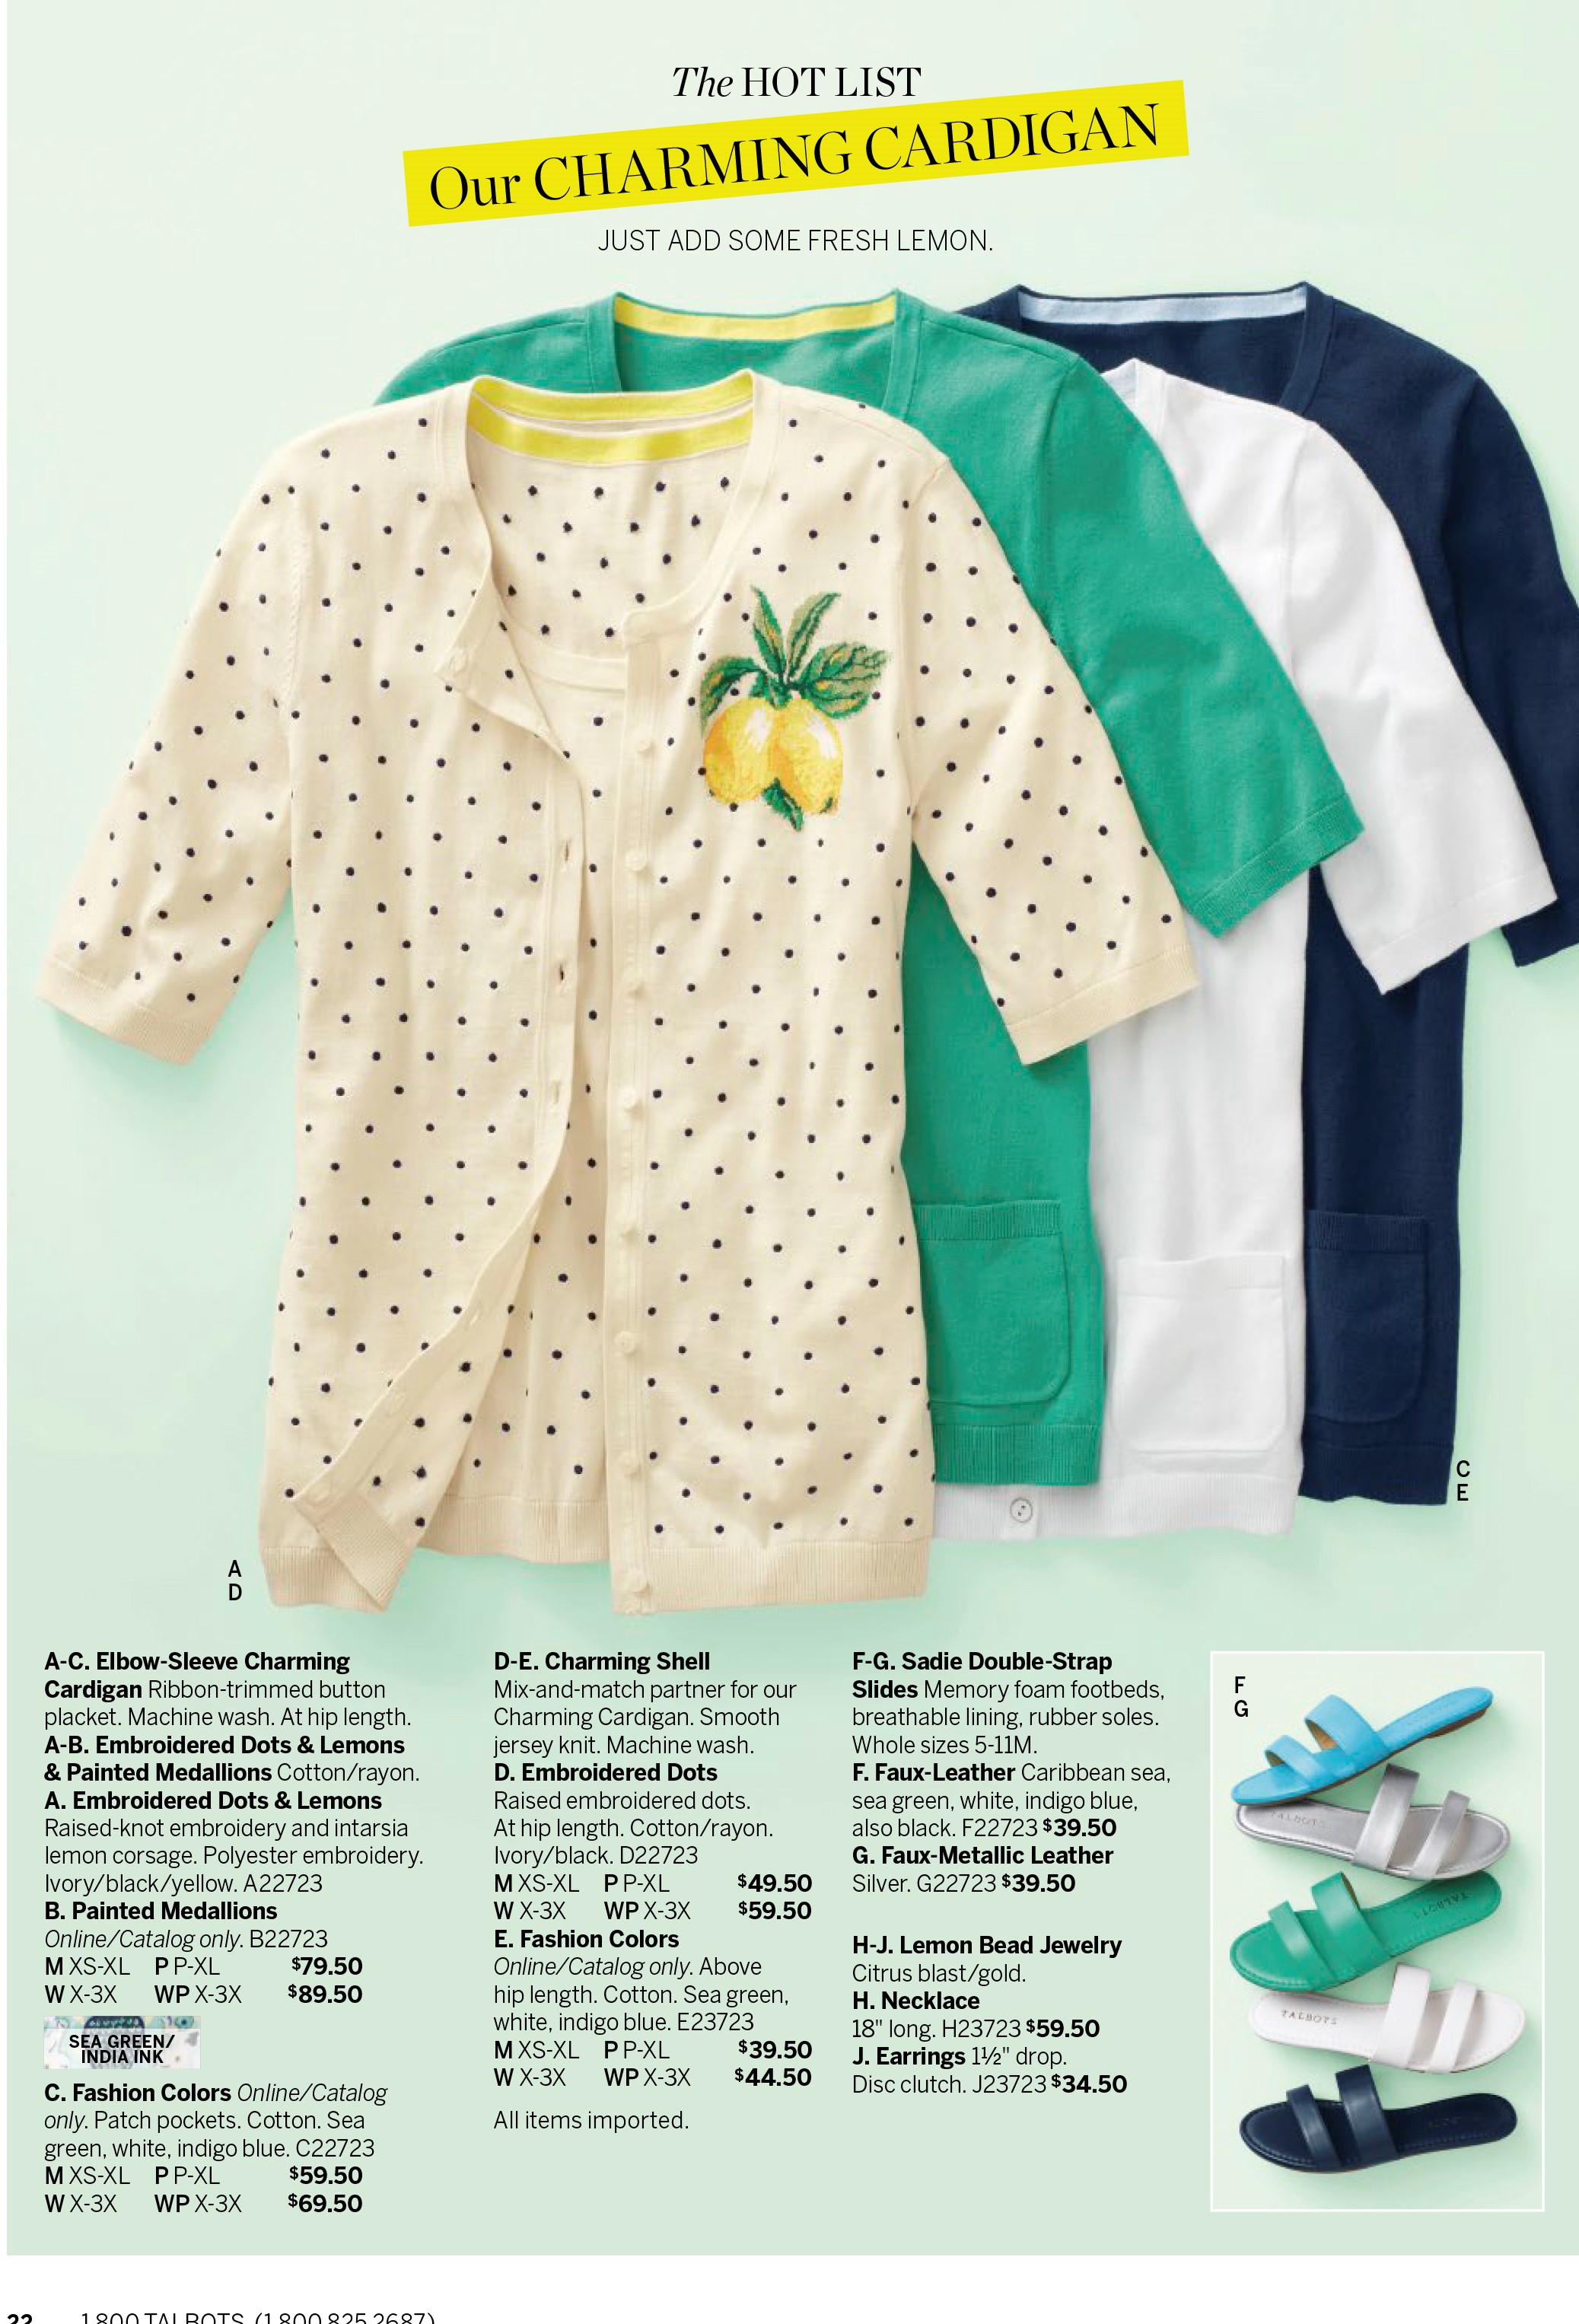 The HOT LIST
Our CHARMING CARDIGAN
JUST ADD SOME FRESH LEMON.
C
E
A
D
A-C. Elbow-Sleeve Charming
Cardigan Ribbon-trimmed button
placket. Machine wash. At hip length.
A-B. Embroidered Dots & Lemons
& Painted Medallions Cotton/rayon.
A. Embroidered Dots & Lemons
Raised-knot embroidery and intarsia
lemon corsage. Polyester embroidery.
Ivory/black/yellow. A22723
B. Painted Medallions
Online/Catalog only. B22723
M XS-XL P P-XL $79.50
W X-3X WP X-3X $89.50
SEA GREEN/
INDIA INK
C. Fashion Colors Online/Catalog
only. Patch pockets. Cotton. Sea
green, white, indigo blue. C22723
M XS-XL P P-XL $59.50
W X-3X WP X-3X $69.50
D-E. Charming Shell
Mix-and-match partner for our
Charming Cardigan. Smooth
jersey knit. Machine wash.
D. Embroidered Dots
Raised embroidered dots.
At hip length. Cotton/rayon.
Ivory/black. D22723
M XS-XL P P-XL $49.50
W X-3X WP X-3X $59.50
E. Fashion Colors
Online/Catalog only. Above
hip length. Cotton. Sea green,
white, indigo blue. E23723
M XS-XL P P-XL $39.50
W X-3X WP X-3X $44.50
All items imported.
F-G. Sadie Double-Strap
Slides Memory foam footbeds,
breathable lining, rubber soles.
Whole sizes 5-11M.
F. Faux-Leather Caribbean sea,
sea green, white, indigo blue,
also black. F22723 $39.50
G. Faux-Metallic Leather
Silver. G22723 $39.50
H-J. Lemon Bead Jewelry
Citrus blast/gold.
H. Necklace
18" long. H23723 $59.50
J. Earrings 1½" drop.
Disc clutch. J23723 $34.50
F
G
TALBOTS
TALBOTS
TALBOTS
22 1.800.TALBOTS (1.800.825.2687)